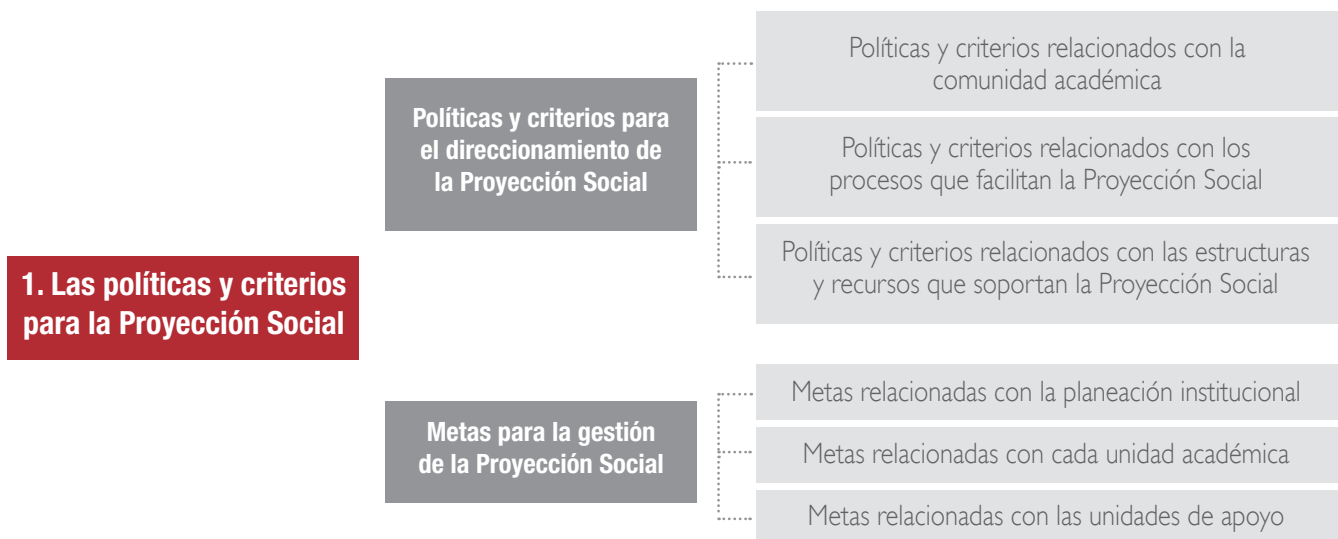 1. Las políticas y criterios
para la Proyección Social
Políticas y criterios para
el direccionamiento de
la Proyección Social
Políticas y criterios relacionados con la
comunidad académica
Políticas y criterios relacionados con los
procesos que facilitan la Proyección Social
Políticas y criterios relacionados con las estructuras
y recursos que soportan la Proyección Social
Metas para la gestión
de la Proyección Social
Metas relacionadas con la planeación institucional
Metas relacionadas con cada unidad académica
Metas relacionadas con las unidades de apoyo